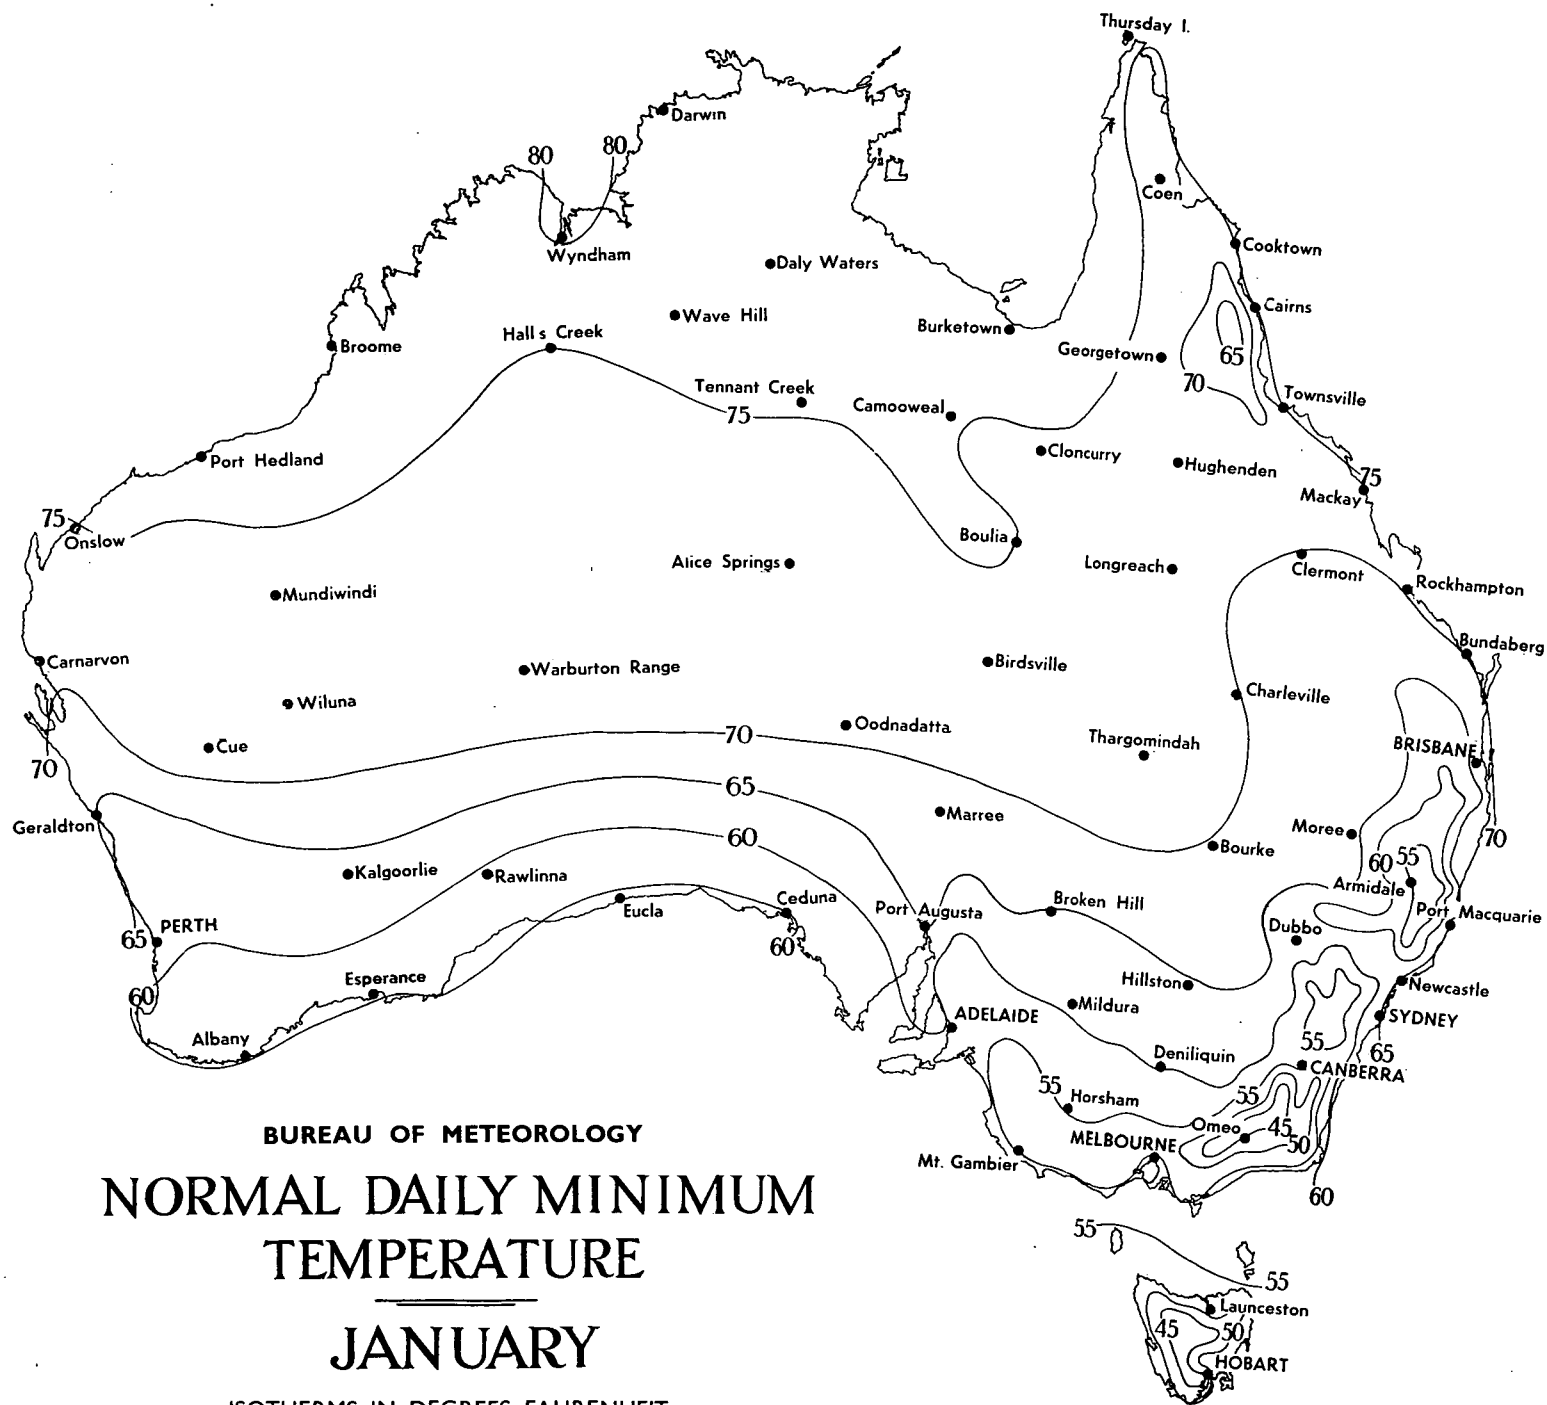 Thursday I.
Darwin
80
80
Coen
Wyndham
Cooktown
Daly Waters
Cairns
Wave Hill
Burketown
Hall s Creek
Broome
Georgetown
65
70
Tennant Creek
Camooweal
75
Townsville
Cloncurry
Port Hedland
Hughenden
75
Mackay
75
Onslow
Boulia
Alice Springs
Longreach
Clermont
Rockhampton
Mundiwindi
Bundaberg
Carnarvon
Warburton Range
Birdsville
Charleville
Wiluna
Oodnadatta
70
Thargomindah
BRISBANE
Cue
70
65
Marree
Geraldton
Moree
70
60
Bourke
60
55
Kalgoorlie
Rawlinna
Armidale
Ceduna
Eucla
Port Augusta
Broken Hill
Port Macquarie
PERTH
65
60
Dubbo
Esperance
Hillston
Newcastle
60
Mildura
ADELAIDE
SYDNEY
Albany
55
65
Deniliquin
CANBERRA
55
Horsham
55
Omeo
45
50
MELBOURNE
Mt. Gambier
60
55
55
Launceston
45
50
HOBART
BUREAU OF METEOROLOGY
NORMAL DAILY MINIMUM
TEMPERATURE
JANUARY
ISOTHERMS IN DEGREES FAHRENHEIT